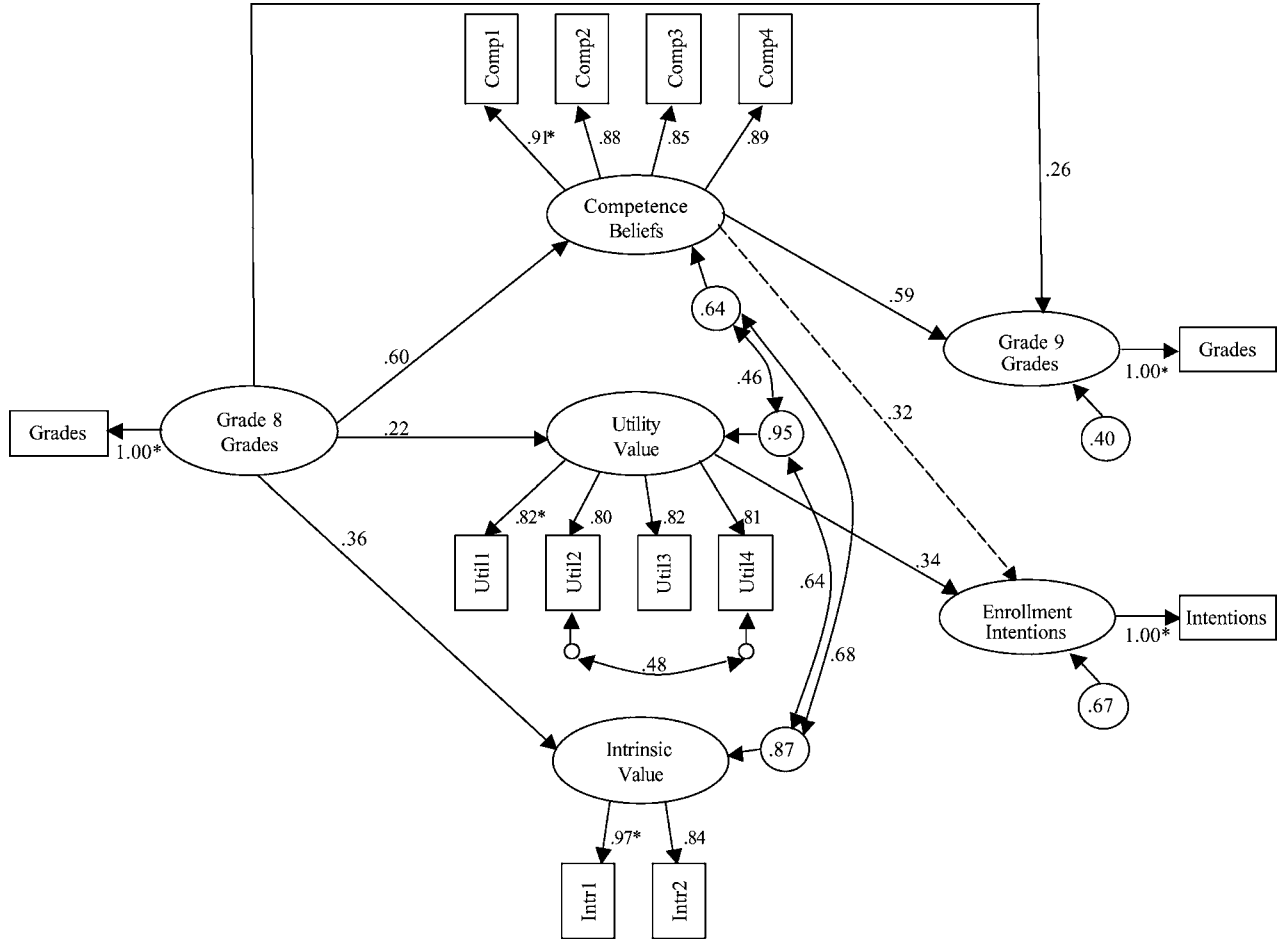 Comp1
Comp2
Comp3
Comp4
.91*
.88
.85
.89
.26
Competence
Beliefs
.64
.59
Grade 9
Grades
1.00*
Grades
.60
.46
.32
.40
Grades
1.00*
Grade 8
Grades
.22
Utility
Value
.95
.82*
.80
.82
.81
.36
Util1
Util2
Util3
Util4
.34
.64
Enrollment
Intentions
1.00*
Intentions
.48
.68
.67
Intrinsic
Value
.87
.97*
.84
Intr1
Intr2